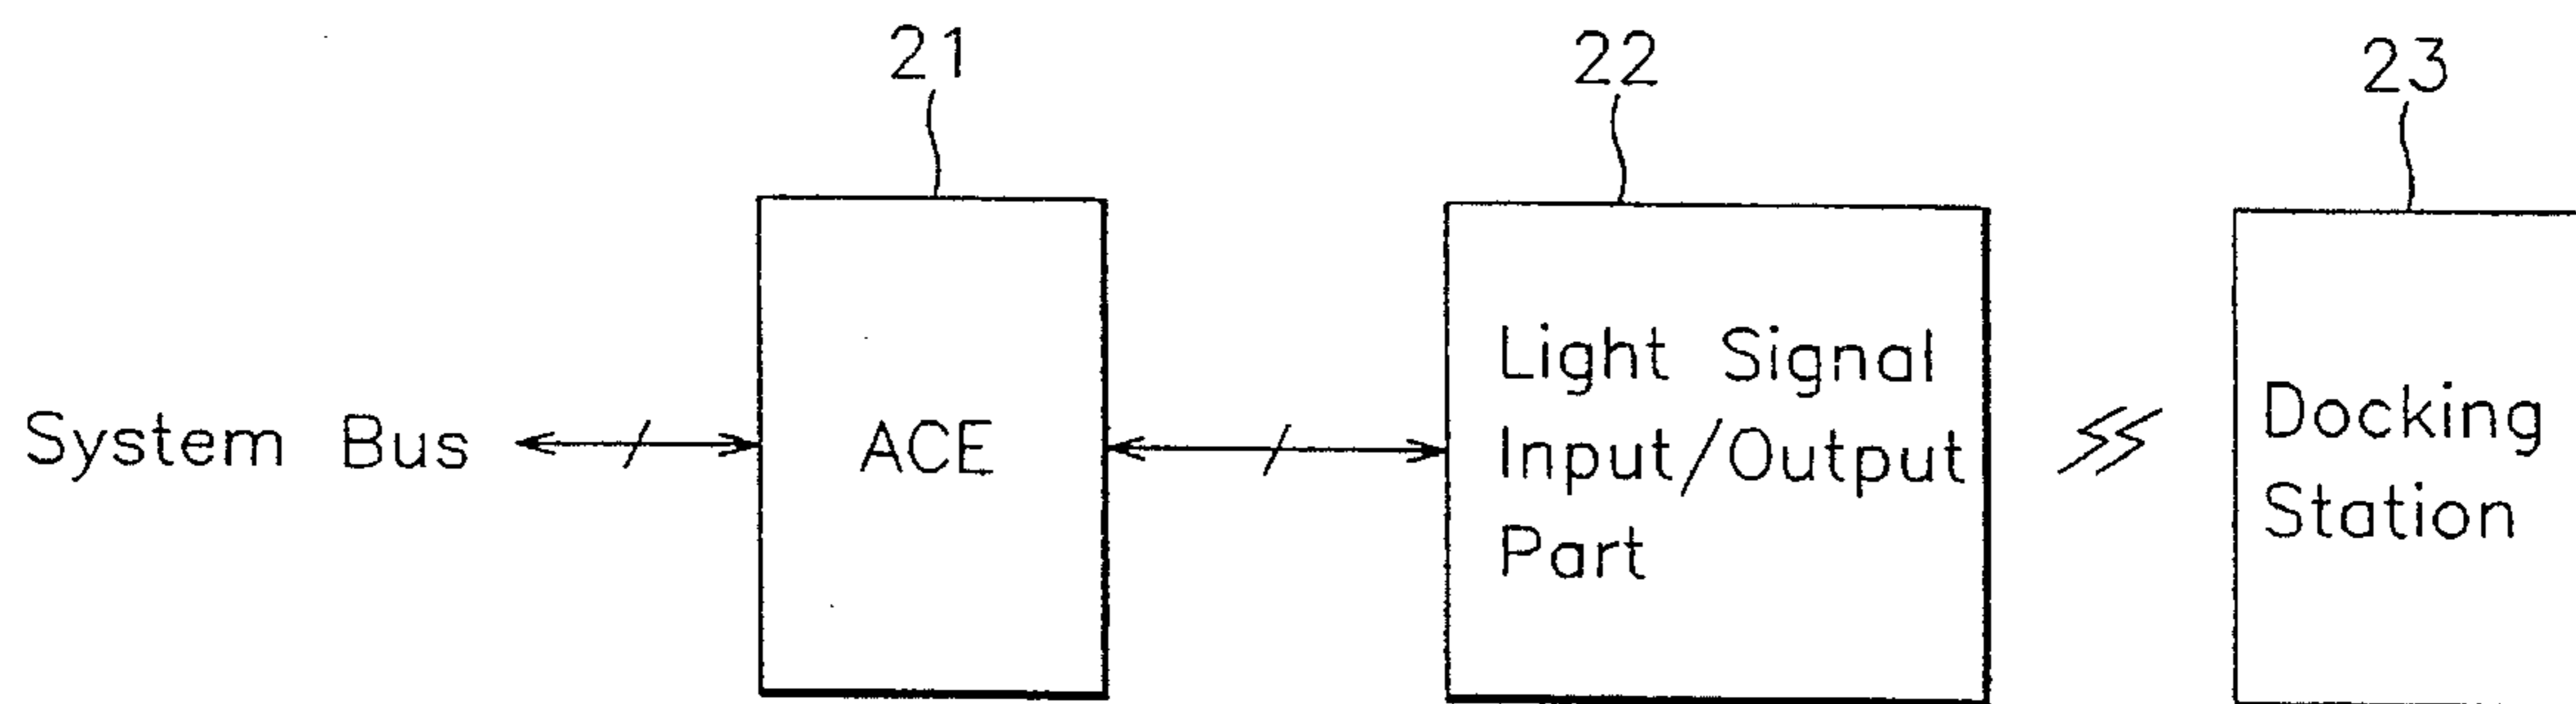 21
22
23
System Bus
ACE
Light Signal
Input/Output
Part
Docking
Station